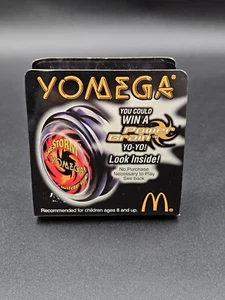 YOMEGA®
YOU COULD
WIN A
Power
Brain
YO-YO!
Look Inside!
No Purchase
Necessary to Play
See back
STORM
YOMEGA
Recommended for children ages 8 and up.